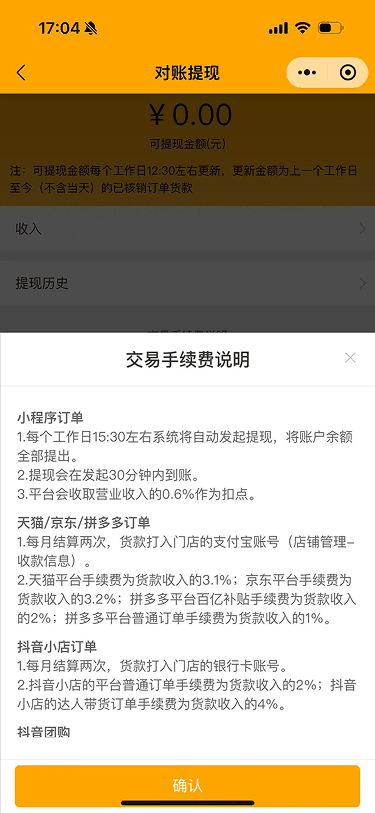 17:04
对账提现
¥ 0.00
可提现金额(元)
注：可提现金额每个工作日12:30左右更新，更新金额为上一个工作日
至今（不含当天）的已核销订单货款
收入
提现历史
交易手续费说明
小程序订单
1.每个工作日15:30左右系统将自动发起提现，将账户余额
全部提出。
2.提现会在发起30分钟内到账。
3.平台会收取营业收入的0.6%作为扣点。
天猫/京东/拼多多订单
1.每月结算两次，货款打入门店的支付宝账号（店铺管理-
收款信息）。
2.天猫平台手续费为货款收入的3.1%；京东平台手续费为
货款收入的3.2%；拼多多平台百亿补贴手续费为货款收入
的2%；拼多多平台普通订单手续费为货款收入的1%。
抖音小店订单
1.每月结算两次，货款打入门店的银行卡账号。
2.抖音小店的平台普通订单手续费为货款收入的2%；抖音
小店的达人带货订单手续费为货款收入的4%。
抖音团购
确认